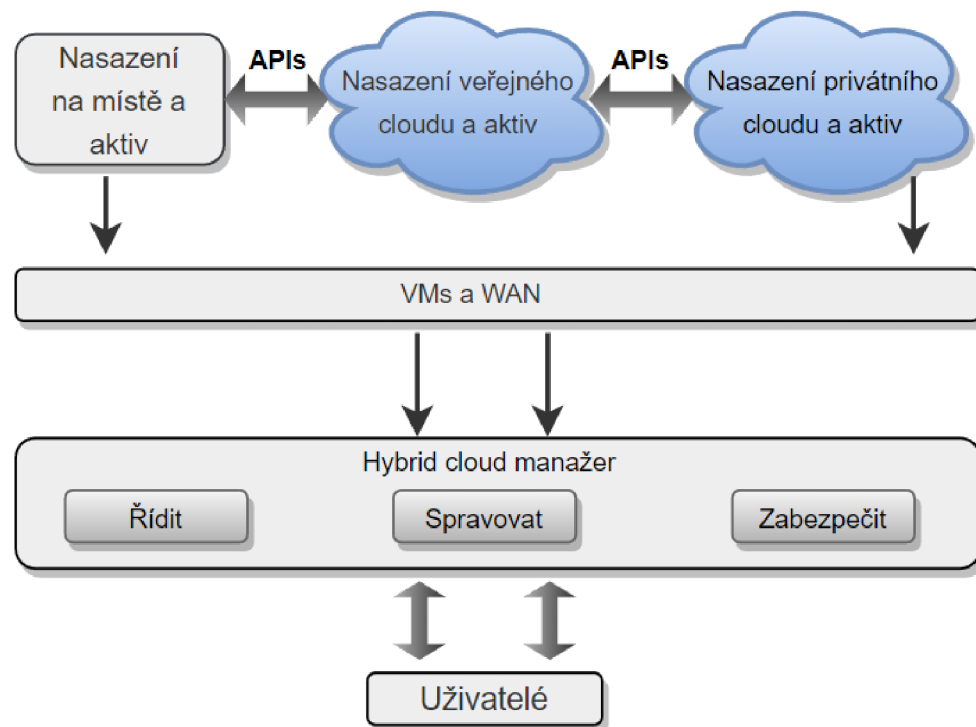 Nasazení
na místě a
aktiv
APIs
Nasazení veřejného
cloudu a aktiv
APIs
Nasazení privátního
cloudu a aktiv
VMs a WAN
Hybrid cloud manažer
Řídit
Spravovat
Zabezpečit
Uživatelé